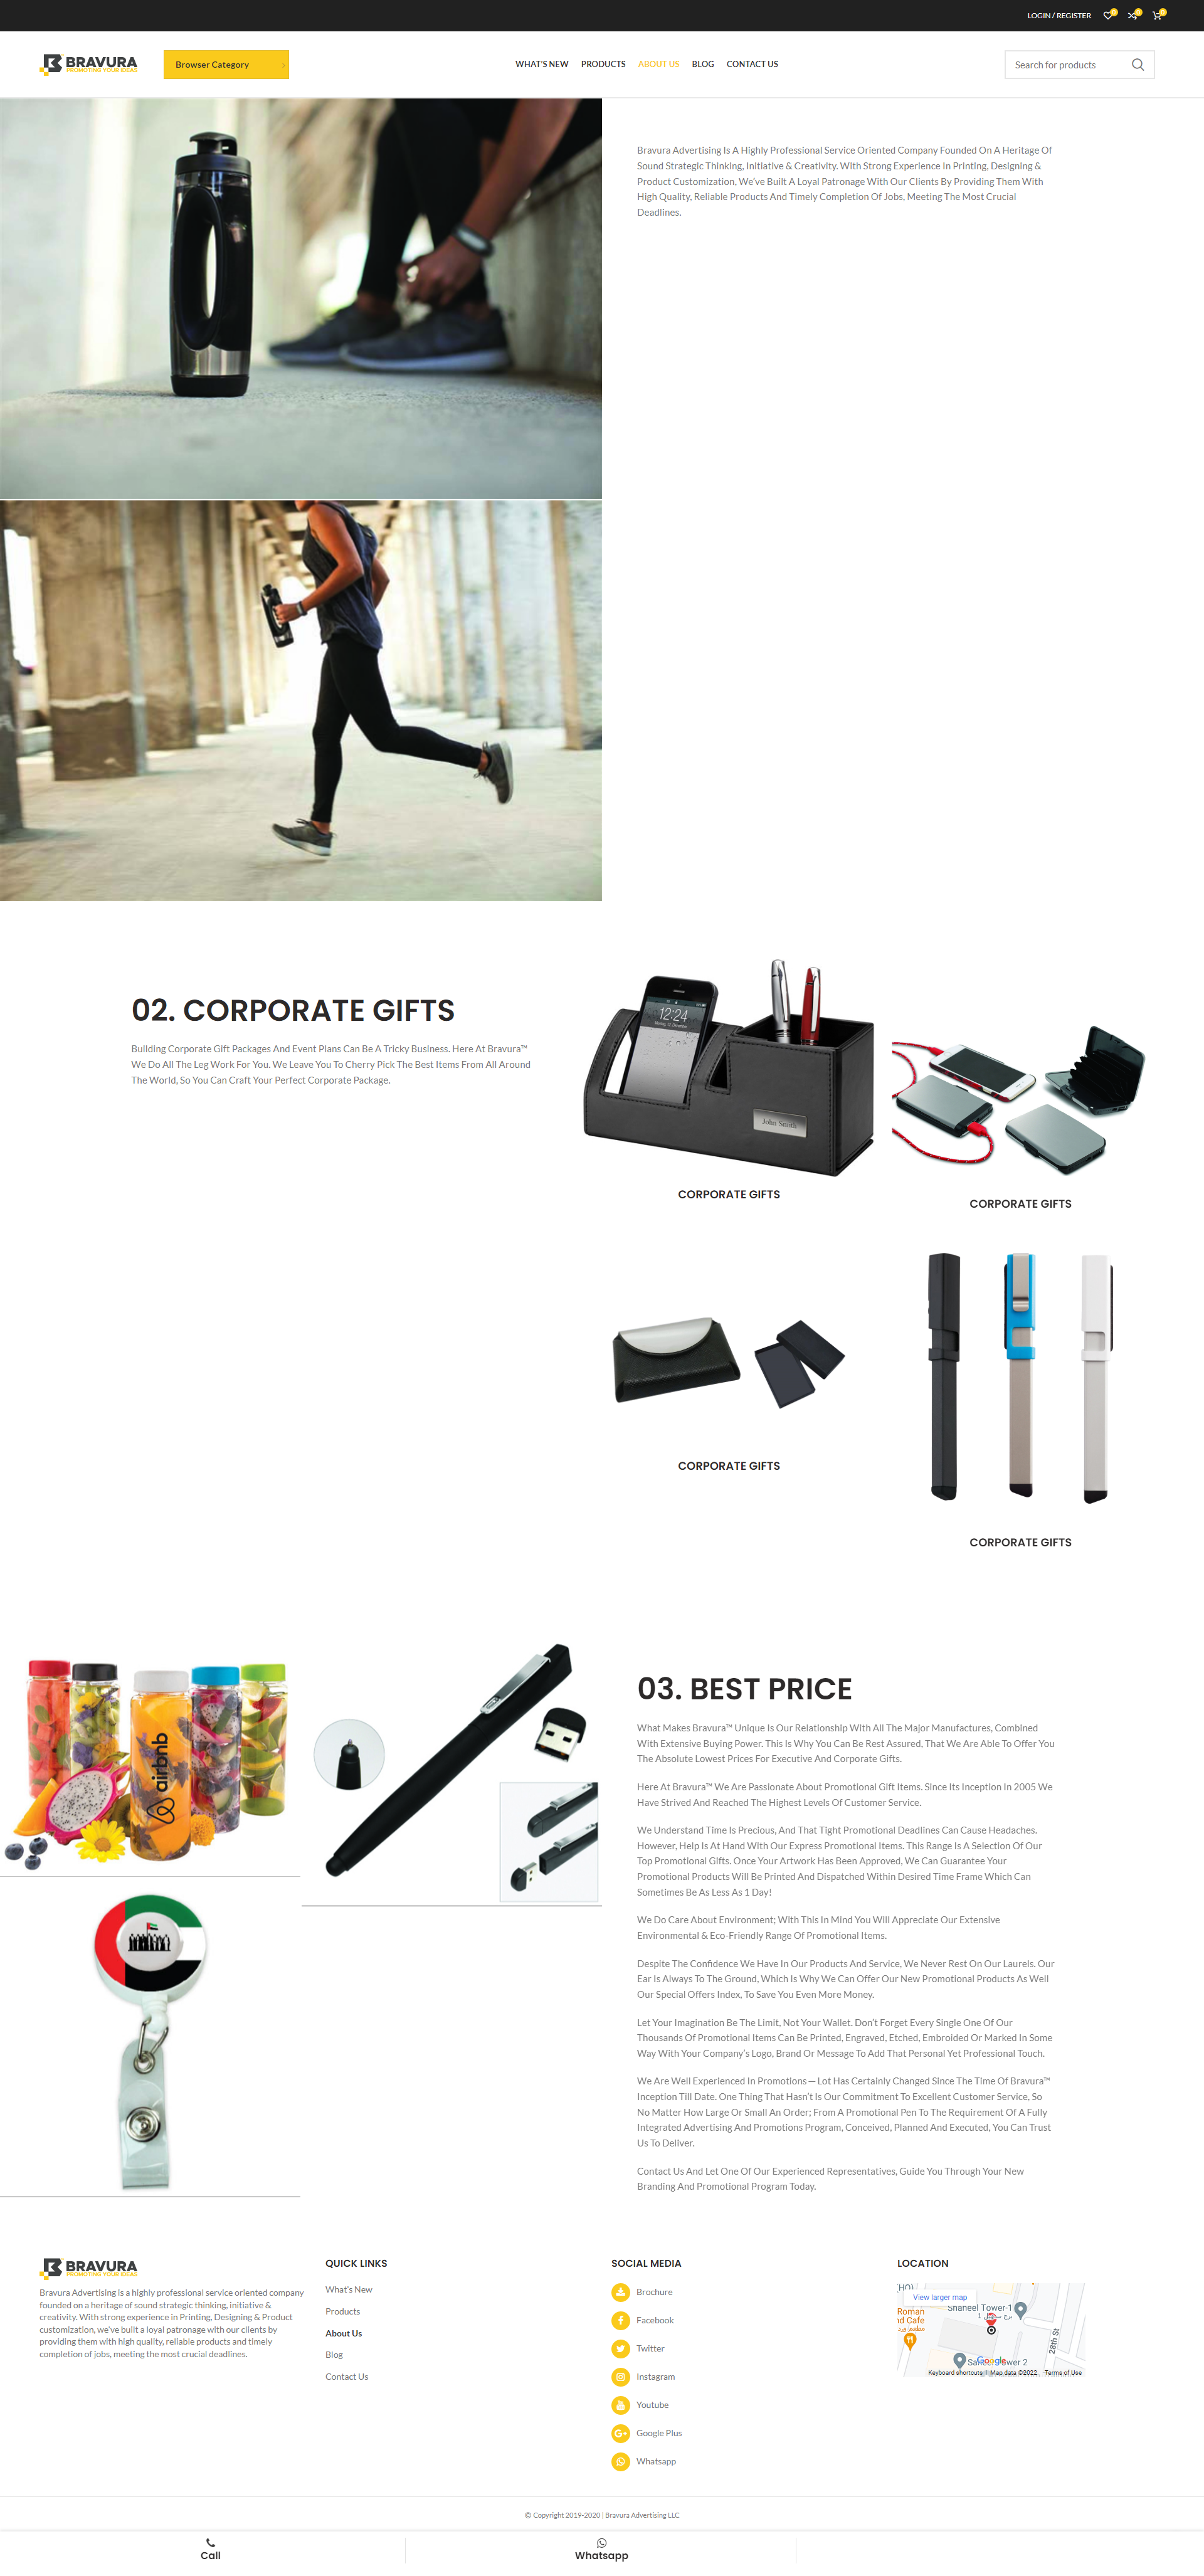 LOGIN / REGISTER 0 0 0
BRAVURA
PROMOTING YOUR IDEAS
Browser Category
WHAT'S NEW PRODUCTS ABOUT US BLOG CONTACT US
Search for products
Bravura Advertising Is A Highly Professional Service Oriented Company Founded On A Heritage Of
Sound Strategic Thinking, Initiative & Creativity. With Strong Experience In Printing, Designing &
Product Customization, We've Built A Loyal Patronage With Our Clients By Providing Them With
High Quality, Reliable Products And Timely Completion Of Jobs, Meeting The Most Crucial
Deadlines.
02. CORPORATE GIFTS
Building Corporate Gift Packages And Event Plans Can Be A Tricky Business. Here At Bravura™
We Do All The Leg Work For You. We Leave You To Cherry Pick The Best Items From All Around
The World, So You Can Craft Your Perfect Corporate Package.
12:24
Monday, 10 December
John Smith
CORPORATE GIFTS
CORPORATE GIFTS
CORPORATE GIFTS
CORPORATE GIFTS
airbnb
03. BEST PRICE
What Makes Bravura™ Unique Is Our Relationship With All The Major Manufactures, Combined
With Extensive Buying Power. This Is Why You Can Be Rest Assured, That We Are Able To Offer You
The Absolute Lowest Prices For Executive And Corporate Gifts.
Here At Bravura™ We Are Passionate About Promotional Gift Items. Since Its Inception In 2005 We
Have Strived And Reached The Highest Levels Of Customer Service.
We Understand Time Is Precious, And That Tight Promotional Deadlines Can Cause Headaches.
However, Help Is At Hand With Our Express Promotional Items. This Range Is A Selection Of Our
Top Promotional Gifts. Once Your Artwork Has Been Approved, We Can Guarantee Your
Promotional Products Will Be Printed And Dispatched Within Desired Time Frame Which Can
Sometimes Be As Less As 1 Day!
We Do Care About Environment; With This In Mind You Will Appreciate Our Extensive
Environmental & Eco-Friendly Range Of Promotional Items.
Despite The Confidence We Have In Our Products And Service, We Never Rest On Our Laurels. Our
Ear Is Always To The Ground, Which Is Why We Can Offer Our New Promotional Products As Well
Our Special Offers Index, To Save You Even More Money.
Let Your Imagination Be The Limit, Not Your Wallet. Don't Forget Every Single One Of Our
Thousands Of Promotional Items Can Be Printed, Engraved, Etched, Embroided Or Marked In Some
Way With Your Company's Logo, Brand Or Message To Add That Personal Yet Professional Touch.
We Are Well Experienced In Promotions — Lot Has Certainly Changed Since The Time Of Bravura™
Inception Till Date. One Thing That Hasn't Is Our Commitment To Excellent Customer Service, So
No Matter How Large Or Small An Order; From A Promotional Pen To The Requirement Of A Fully
Integrated Advertising And Promotions Program, Conceived, Planned And Executed, You Can Trust
Us To Deliver.
Contact Us And Let One Of Our Experienced Representatives, Guide You Through Your New
Branding And Promotional Program Today.
BRAVURA
PROMOTING YOUR IDEAS
Bravura Advertising is a highly professional service oriented company
founded on a heritage of sound strategic thinking, initiative &
creativity. With strong experience in Printing, Designing & Product
customization, we've built a loyal patronage with our clients by
providing them with high quality, reliable products and timely
completion of jobs, meeting the most crucial deadlines.
QUICK LINKS
What's New
Products
About Us
Blog
Contact Us
SOCIAL MEDIA
Brochure
Facebook
Twitter
Instagram
Youtube
Google Plus
Whatsapp
LOCATION
(HO)
View larger map
Shaheel Tower-1
Roman
nd Cafe
28th St
Google
Saheel Tower 2
Keyboard shortcuts Map data ©2022 Terms of Use
© Copyright 2019-2020 | Bravura Advertising LLC
Call
Whatsapp